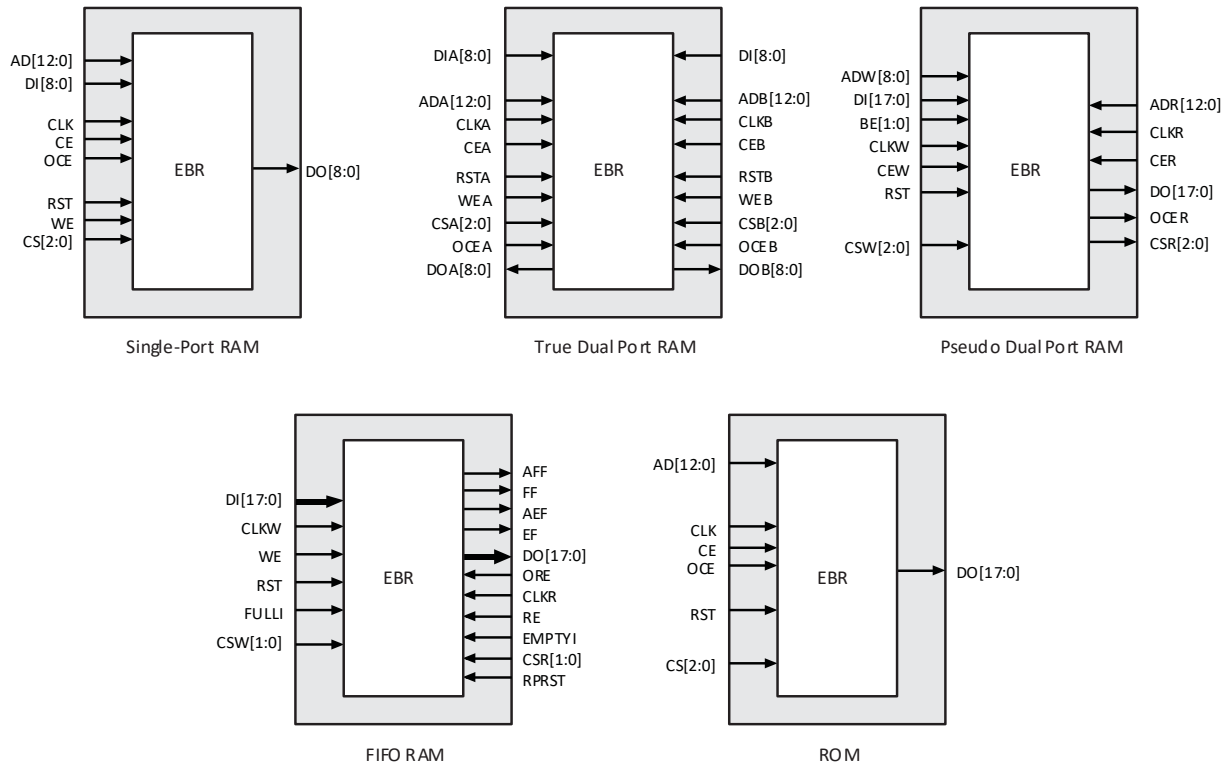 AD[12:0]
DI[8:0]
CLK
CE
OCE
RST
WE
CS[2:0]
EBR
DO[8:0]
Single-Port RAM
DIA[8:0]
ADA[12:0]
CLKA
CEA
RSTA
WEA
CSA[2:0]
OCEA
DOA[8:0]
EBR
DI[8:0]
ADB[12:0]
CLKB
CEB
RSTB
WEB
CSB[2:0]
OCEB
DOB[8:0]
True Dual Port RAM
ADW[8:0]
DI[17:0]
BE[1:0]
CLKW
CEW
RST
CSW[2:0]
EBR
ADR[12:0]
CLKR
CER
DO[17:0]
OCER
CSR[2:0]
Pseudo Dual Port RAM
DI[17:0]
CLKW
WE
RST
FULLI
CSW[1:0]
EBR
AFF
FF
AEF
EF
DO[17:0]
ORE
CLKR
RE
EMPTYI
CSR[1:0]
RPRST
FIFO RAM
AD[12:0]
CLK
CE
OCE
RST
CS[2:0]
EBR
DO[17:0]
ROM